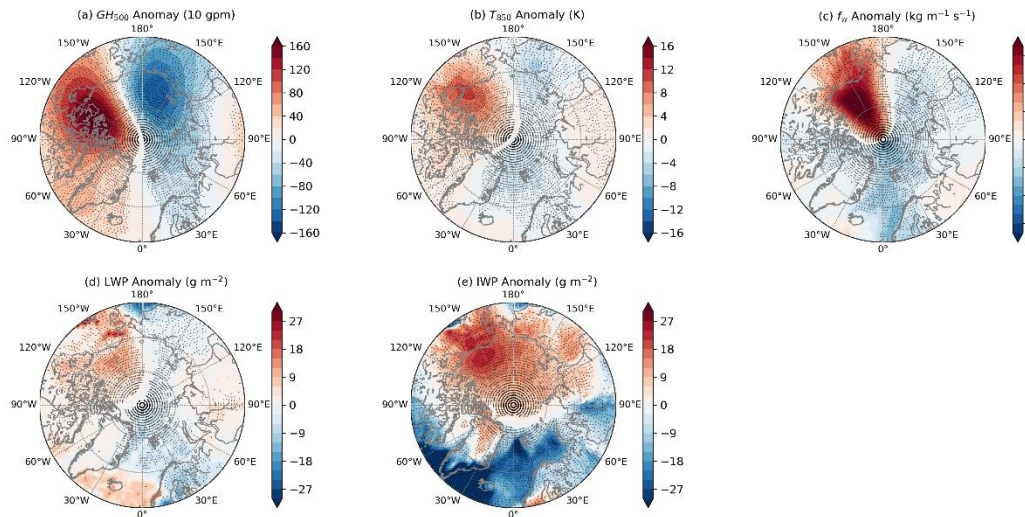 (a) GH500 Anomay (10 gpm)
180°
150°W
150°E
120°W
120°E
90°W
90°E
60°W
60°E
30°W
30°E
0°
160
120
80
40
0
−40
−80
−120
−160
(b) T850 Anomaly (K)
180°
150°W
150°E
120°W
120°E
90°W
90°E
60°W
60°E
30°W
30°E
0°
16
12
8
4
0
−4
−8
−12
−16
(c) fw Anomaly (kg m−1 s−1)
180°
150°W
150°E
120°W
120°E
90°W
90°E
60°W
60°E
30°W
30°E
0°
(d) LWP Anomaly (g m−2)
180°
150°W
150°E
120°W
120°E
90°W
90°E
60°W
60°E
30°W
30°E
0°
27
18
9
0
−9
−18
−27
(e) IWP Anomaly (g m−2)
180°
150°W
150°E
120°W
120°E
90°W
90°E
60°W
60°E
30°W
30°E
0°
27
18
9
0
−9
−18
−27